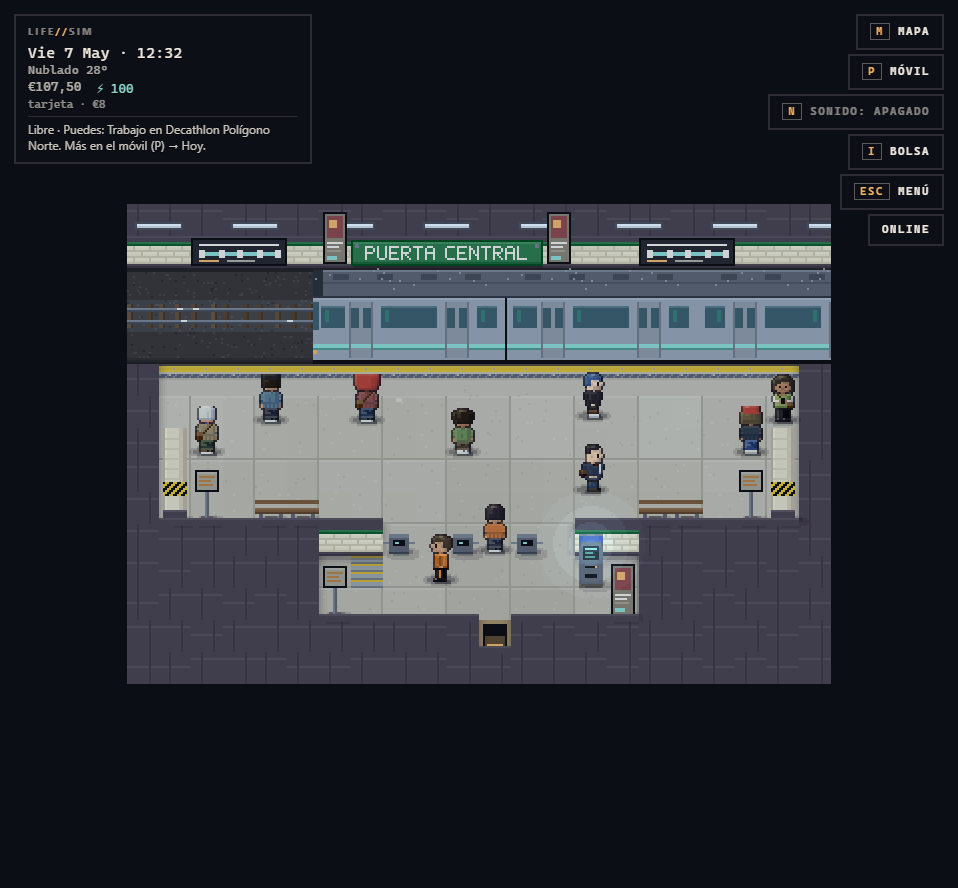 LIFE//SIM
Vie 7 May · 12:32
Nublado 28º
€107,50 ⚡ 100
tarjeta · €8
Libre · Puedes: Trabajo en Decathlon Polígono
Norte. Más en el móvil (P) → Hoy.
M MAPA
P MÓVIL
N SONIDO: APAGADO
I BOLSA
ESC MENÚ
ONLINE
PUERTA CENTRAL